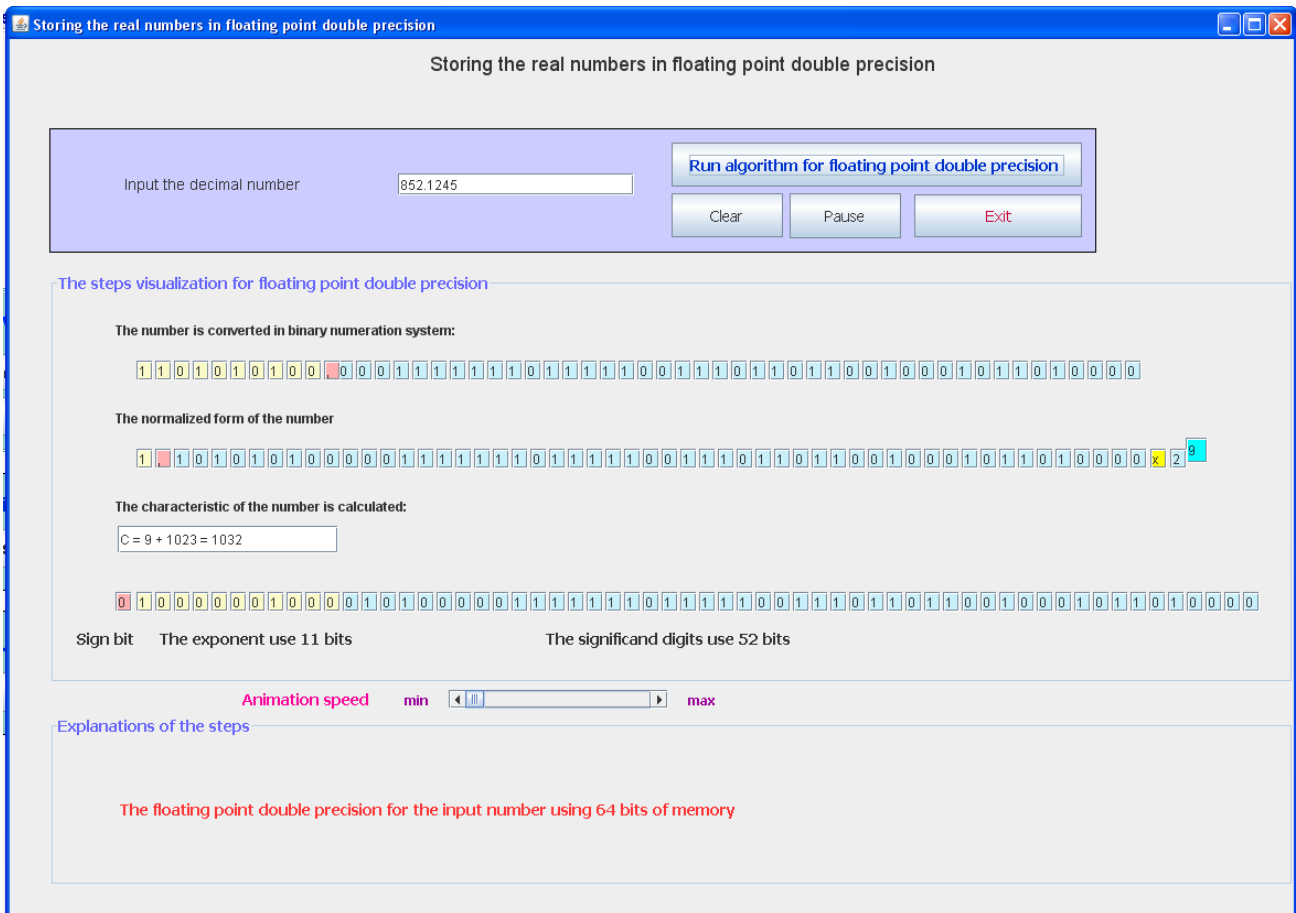 Storing the real numbers in floating point double precision
Storing the real numbers in floating point double precision
Input the decimal number 852.1245 Run algorithm for floating point double precision
Clear Pause Exit
The steps visualization for floating point double precision
The number is converted in binary numeration system:
1 1 0 1 0 1 0 1 0 0 , 0 0 0 1 1 1 1 1 1 1 0 1 1 1 1 1 0 0 1 1 1 0 1 1 0 1 1 0 0 1 0 0 0 1 0 1 1 0 1 0 0 0 0
The normalized form of the number
1 , 1 0 1 0 1 0 1 0 0 0 0 0 1 1 1 1 1 1 1 0 1 1 1 1 1 0 0 1 1 1 0 1 1 0 1 1 0 0 1 0 0 0 1 0 1 1 0 1 0 0 0 0 x 2 9
The characteristic of the number is calculated:
C = 9 + 1023 = 1032
0 1 0 0 0 0 0 0 1 0 0 0 0 1 0 1 0 0 0 0 0 1 1 1 1 1 1 1 0 1 1 1 1 1 0 0 1 1 1 0 1 1 0 1 1 0 0 1 0 0 0 1 0 1 1 0 1 0 0 0 0
Sign bit The exponent use 11 bits The significand digits use 52 bits
Animation speed min max
Explanations of the steps
The floating point double precision for the input number using 64 bits of memory